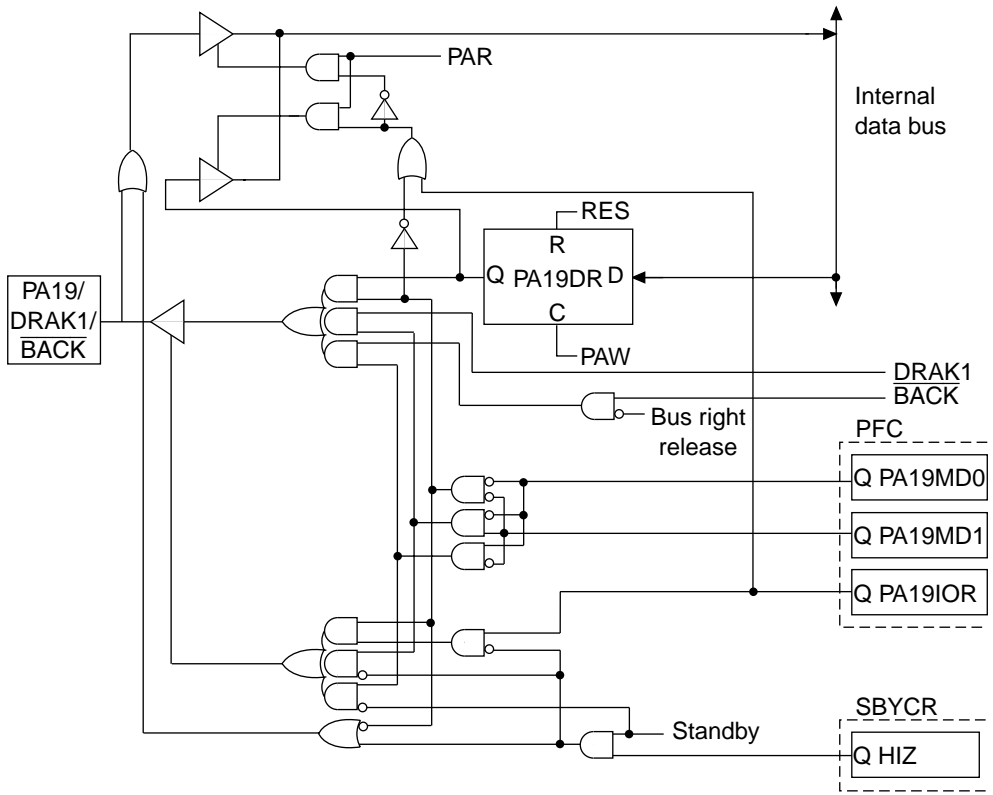 PAR
Internal
data bus
RES
R
Q PA19DR D
C
PAW
PA19/
DRAK1/
BACK
DRAK1
BACK
Bus right
release
PFC
Q PA19MD0
Q PA19MD1
Q PA19IOR
SBYCR
Standby
Q HIZ